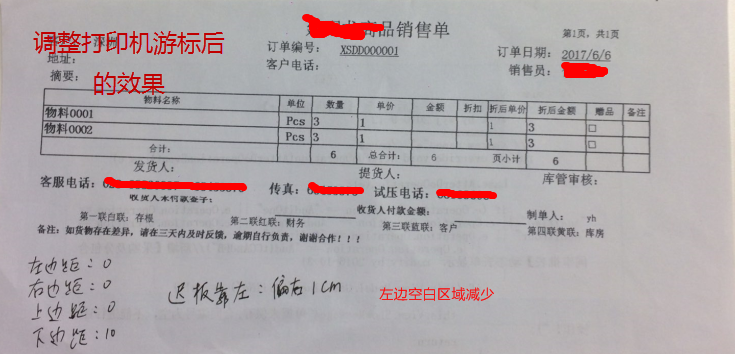 商品销售单
第1页，共1页
调整打印机游标后
的效果
订单编号： XSDD000001
订单日期： 2017/6/6
地址：
客户电话：
销售员：
摘要：
物料名称 单位 数量 单价 金额 折扣 折后单价 折后金额 赠品 备注
物料0001 Pcs 3 1 1 3 □
物料0002 Pcs 3 1 1 3 □
合计： 6 总合计： 6 页小计 6
发货人： 提货人： 库管审核：
客服电话： 传真： 试压电话：
收货人未付款签字： 收货人付款金额： 制单人： yh
第一联白联：存根 第二联红联：财务 第三联蓝联：客户 第四联黄联：库房
备注：如货物存在差异，请在三天内及时反馈，逾期自行负责，谢谢合作！！！
左边距：0
右边距：0
上边距：0
下边距：10
迟板靠左：偏右1cm
左边空白区域减少